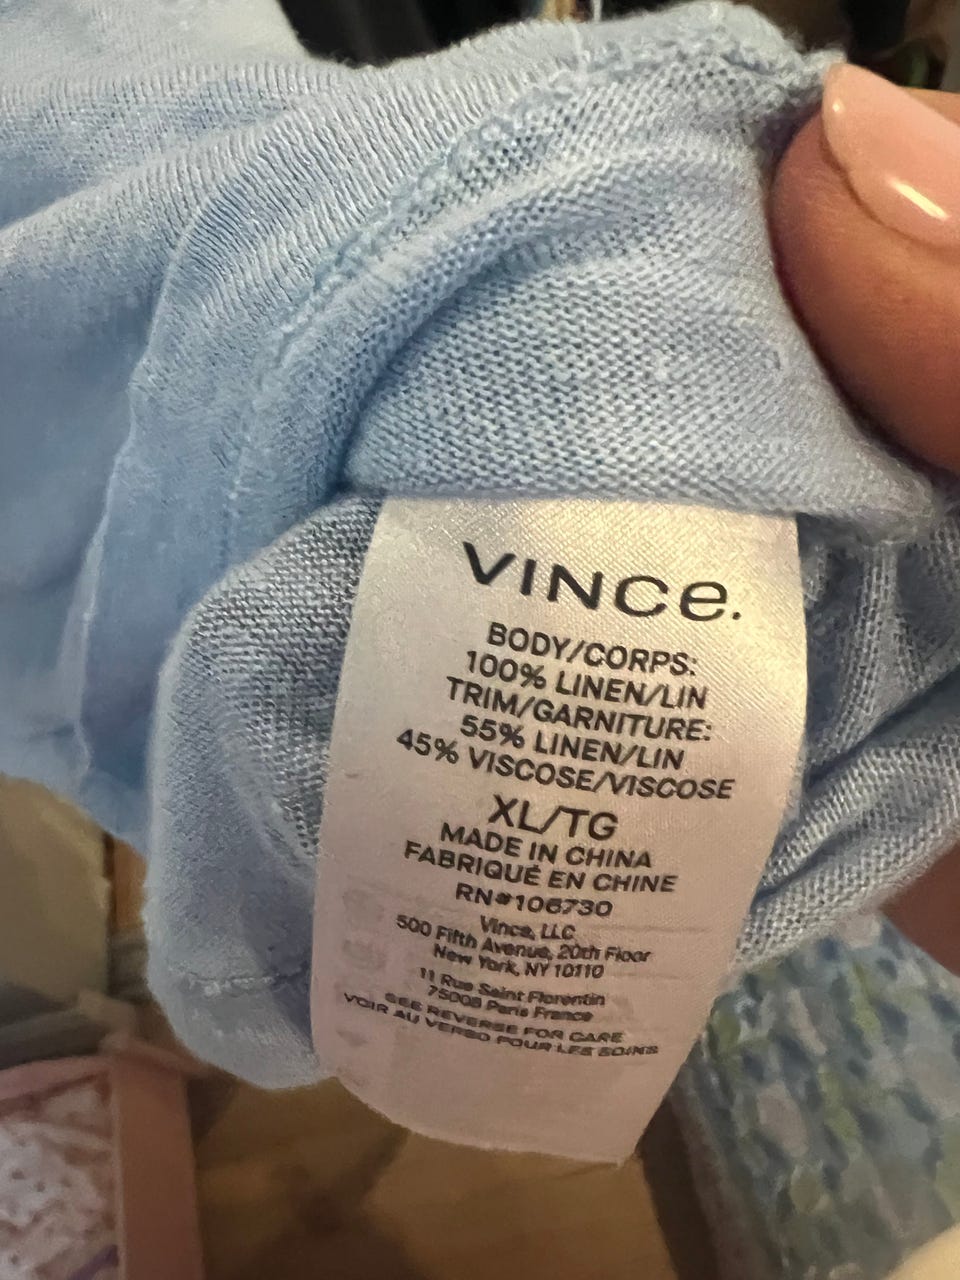 VINCe.
BODY/CORPS:
100% LINEN/LIN
TRIM/GARNITURE:
55% LINEN/LIN
45% VISCOSE/VISCOSE
XL/TG
MADE IN CHINA
FABRIQUÉ EN CHINE
RN#106730
Vince, LLC
500 Fifth Avenue, 20th Floor
New York, NY 10110
11 Rue Saint Florentin
75008 Paris France
SEE REVERSE FOR CARE
VOIR AU VERSO POUR LES SOINS